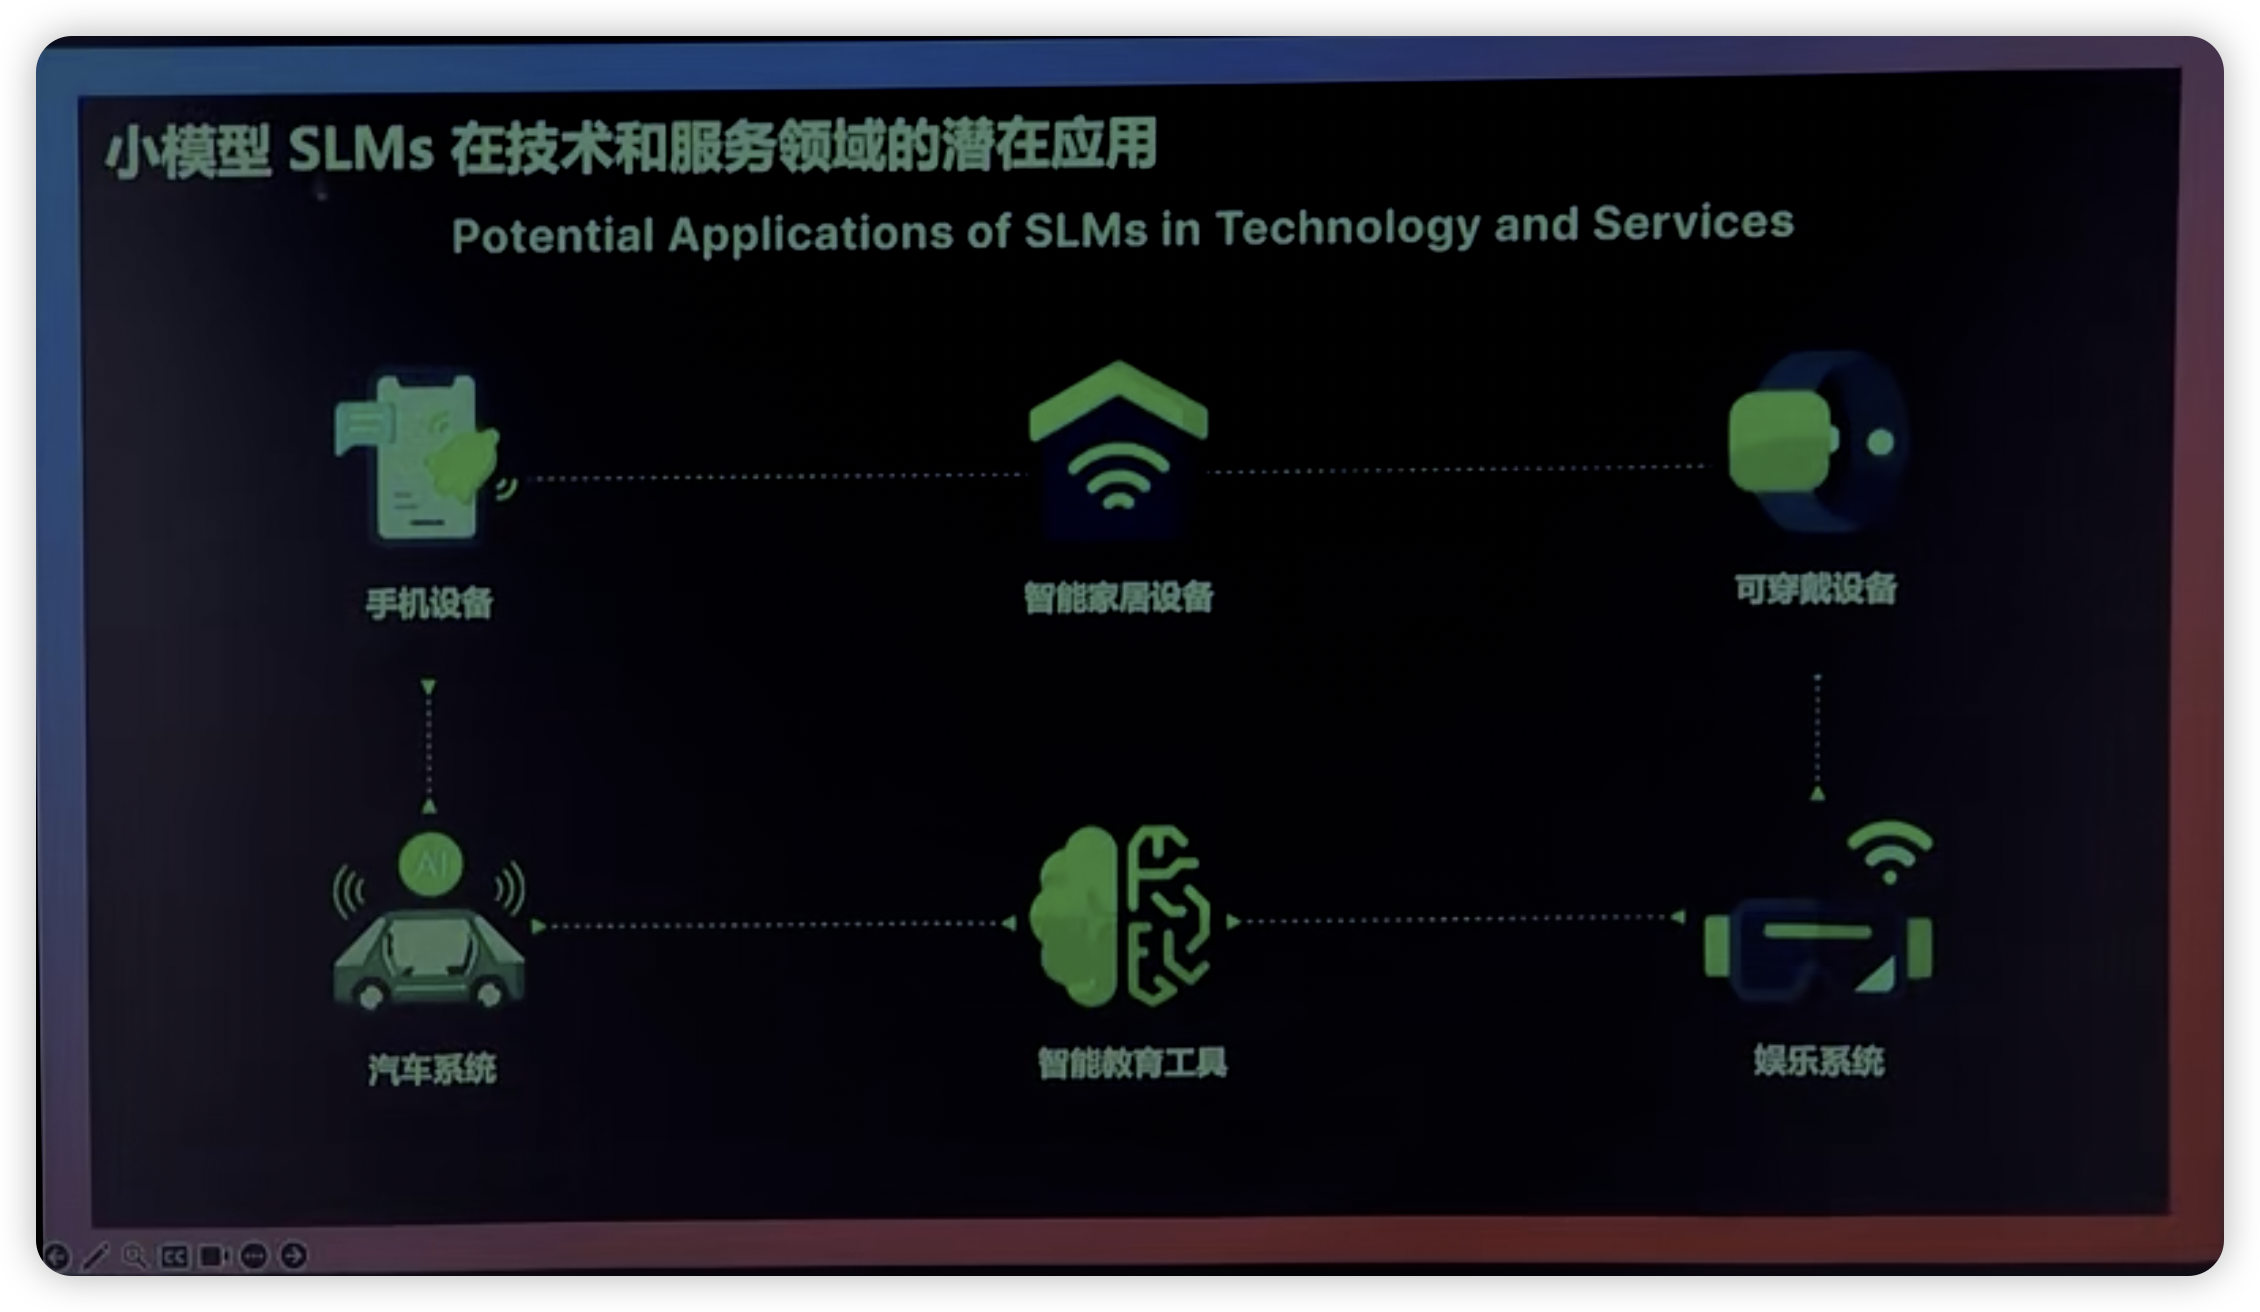 小模型 SLMs 在技术和服务领域的潜在应用
Potential Applications of SLMs in Technology and Services
手机设备
智能家居设备
可穿戴设备
AI
汽车系统
智能教育工具
娱乐系统
CC